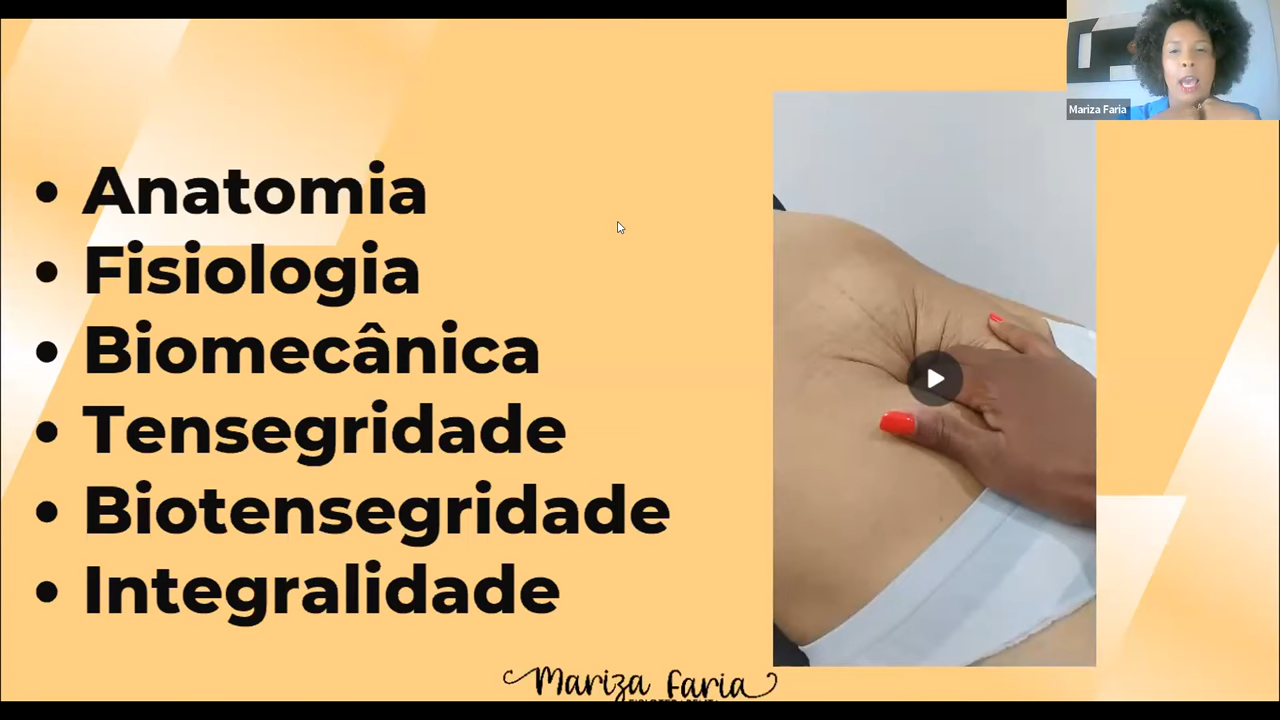 Mariza Faria
• Anatomia
• Fisiologia
• Biomecânica
• Tensegridade
• Biotensegridade
• Integralidade
Mariza Faria